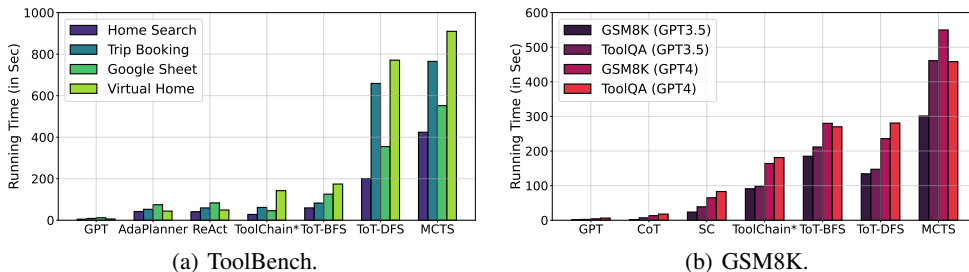 Running Time (in Sec)
1000
800
600
400
200
0
Home Search
Trip Booking
Google Sheet
Virtual Home
GPT AdaPlanner ReAct ToolChain* ToT-BFS ToT-DFS MCTS
(a) ToolBench.
Running Time (in Sec)
600
500
400
300
200
100
0
GSM8K (GPT3.5)
ToolQA (GPT3.5)
GSM8K (GPT4)
ToolQA (GPT4)
GPT CoT SC ToolChain* ToT-BFS ToT-DFS MCTS
(b) GSM8K.